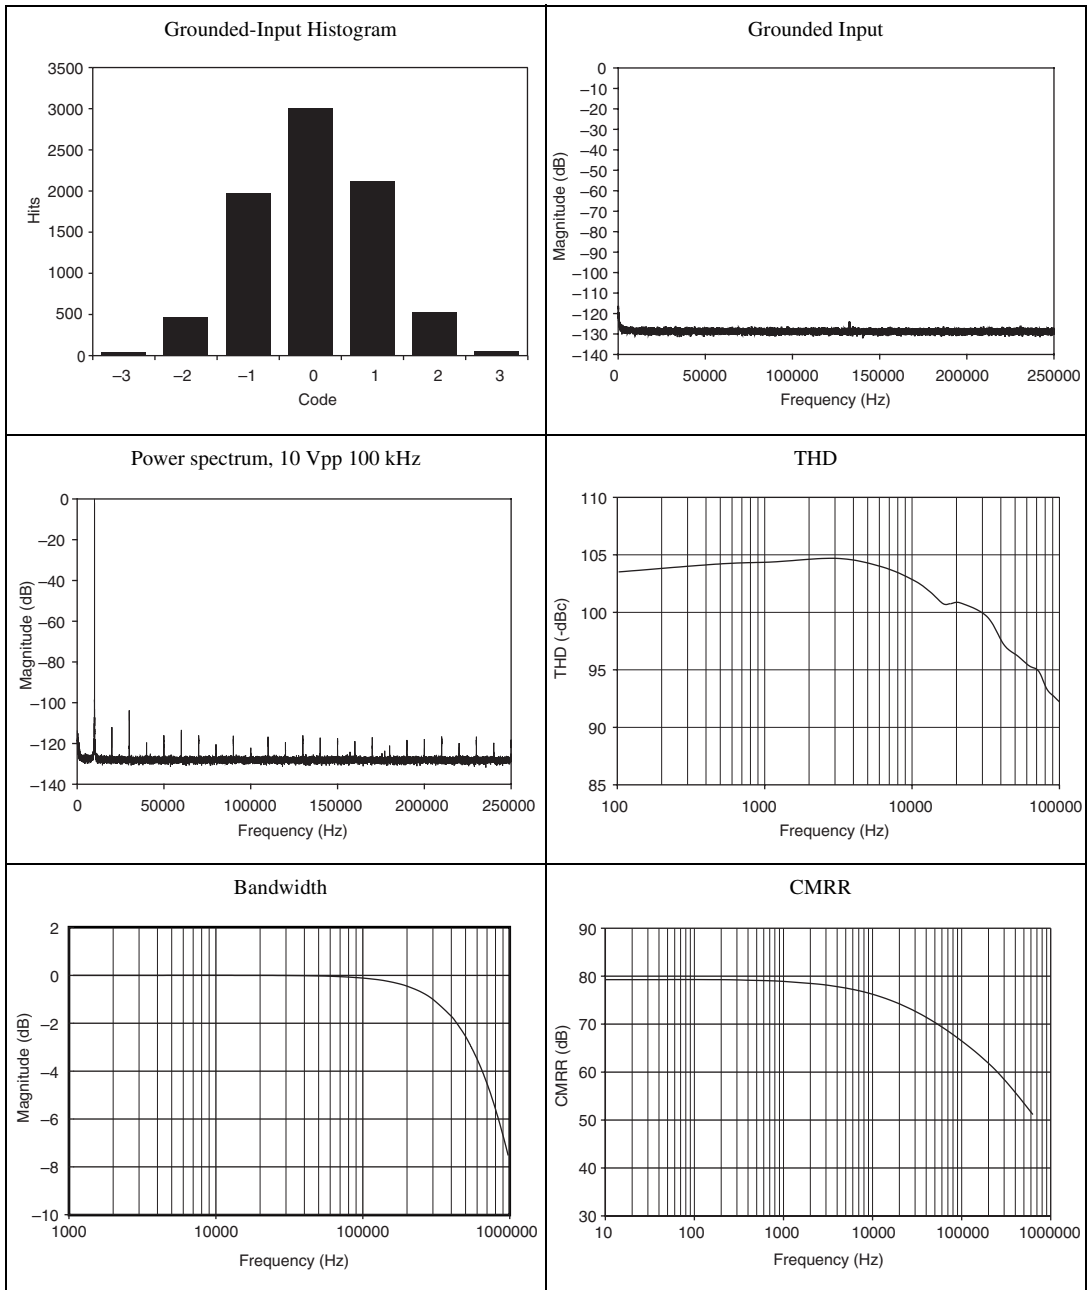 Grounded-Input Histogram
3500
3000
2500
2000
1500
1000
500
0
Hits
–3 –2 –1 0 1 2 3
Code
Grounded Input
0
–10
–20
–30
–40
–50
–60
–70
–80
–90
–100
–110
–120
–130
–140
Magnitude (dB)
0 50000 100000 150000 200000 250000
Frequency (Hz)
Power spectrum, 10 Vpp 100 kHz
0
–20
–40
–60
–80
–100
–120
–140
Magnitude (dB)
0 50000 100000 150000 200000 250000
Frequency (Hz)
THD
110
105
100
95
90
85
THD (-dBc)
100 1000 10000 100000
Frequency (Hz)
Bandwidth
2
0
–2
–4
–6
–8
–10
Magnitude (dB)
1000 10000 100000 1000000
Frequency (Hz)
CMRR
90
80
70
60
50
40
30
CMRR (dB)
10 100 1000 10000 100000 1000000
Frequency (Hz)